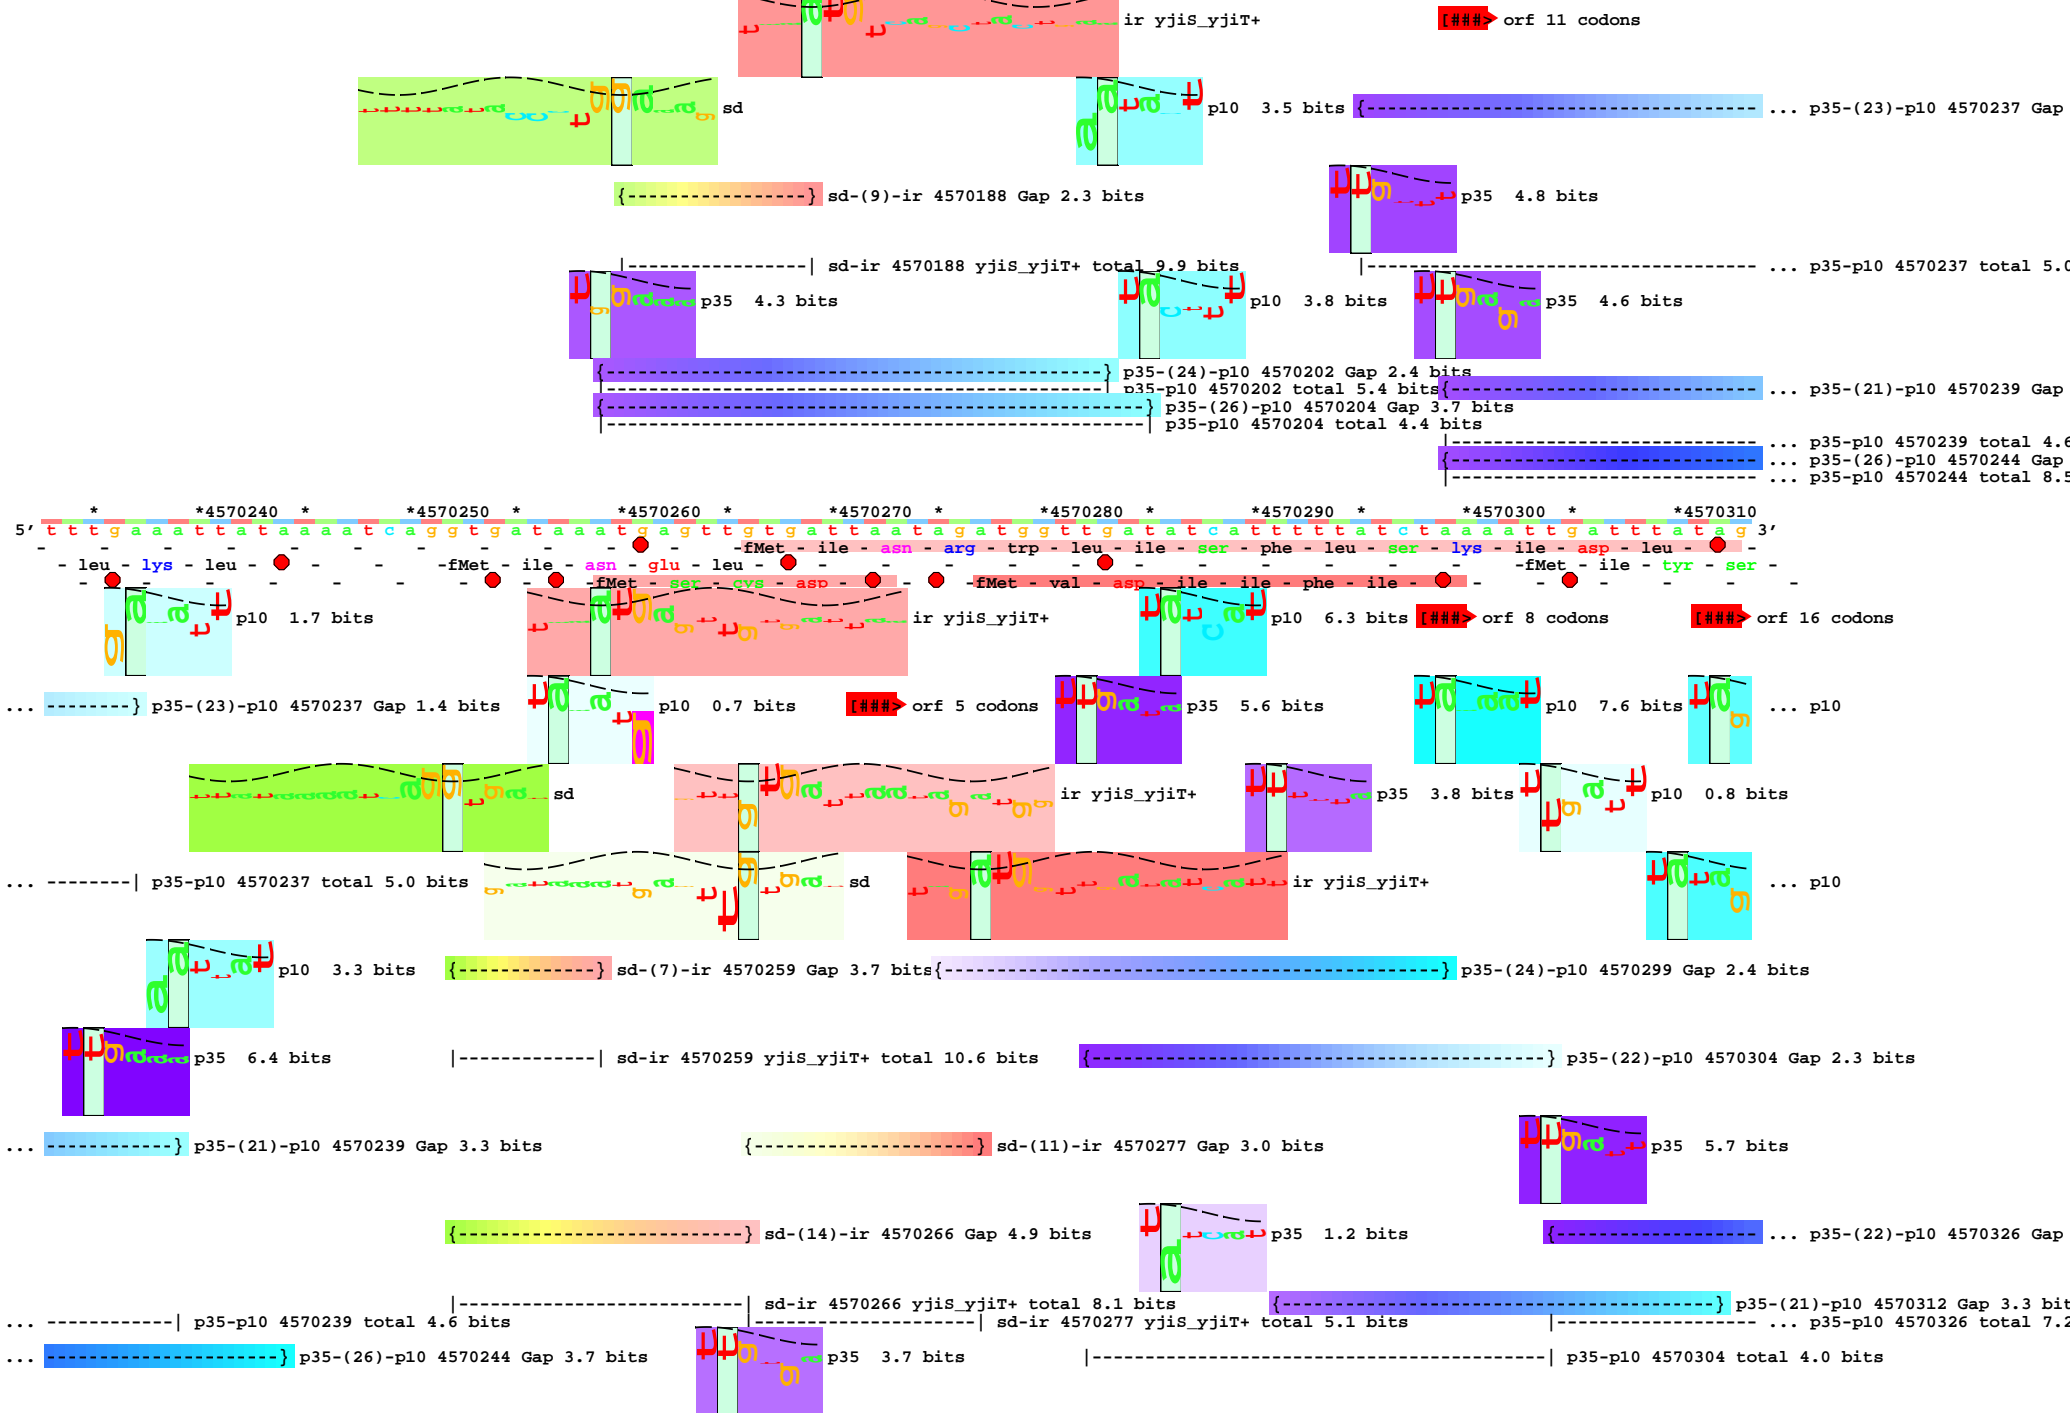 ir yjiS_yjiT+ [###> orf 11 codons
sd p10 3.5 bits {------------------- ... p35-(23)-p10 4570237 Gap
{-----------------} sd-(9)-ir 4570188 Gap 2.3 bits p35 4.8 bits
|-----------------| sd-ir 4570188 yjiS_yjiT+ total 9.9 bits |------------------- ... p35-p10 4570237 total 5.0
p35 4.3 bits p10 3.8 bits p35 4.6 bits
{-----------------------------------------------} p35-(24)-p10 4570202 Gap 2.4 bits
|-----------------------------------------------| p35-p10 4570202 total 5.4 bits {------------------- ... p35-(21)-p10 4570239 Gap
{---------------------------------------------------} p35-(26)-p10 4570204 Gap 3.7 bits
|---------------------------------------------------| p35-p10 4570204 total 4.4 bits
|------------------- ... p35-p10 4570239 total 4.6
{------------------- ... p35-(26)-p10 4570244 Gap
|------------------- ... p35-p10 4570244 total 8.5
* *4570240 * *4570250 * *4570260 * *4570270 * *4570280 * *4570290 * *4570300 * *4570310
5' t t t g a a a t t a t a a a a t c a g g t g a t a a a t g a g t t g t g a t t a a t a g a t g g t t g a t a t c a t t t t t a t c t a a a a t t g a t t t a t a g 3'
- - - - - - - - - - -fMet - ile - asn - arg - trp - leu - ile - ser - phe - leu - ser - lys - ile - asp - leu - -
- leu - lys - leu - - - - -fMet - ile - asn - glu - leu - - - - - - - - - - - -fMet - ile - tyr - ser -
- - - - - - - -fMet - ser - cys - asp - - -fMet - val - asp - ile - ile - phe - ile - - - - - -
p10 1.7 bits ir yjiS_yjiT+ p10 6.3 bits [###> orf 8 codons [###> orf 16 codons
... --------} p35-(23)-p10 4570237 Gap 1.4 bits p10 0.7 bits [###> orf 5 codons p35 5.6 bits p10 7.6 bits ... p10
sd ir yjiS_yjiT+ p35 3.8 bits p10 0.8 bits
... --------| p35-p10 4570237 total 5.0 bits sd ir yjiS_yjiT+ ... p10
p10 3.3 bits {-------------} sd-(7)-ir 4570259 Gap 3.7 bits {-----------------------------------------------} p35-(24)-p10 4570299 Gap 2.4 bits
p35 6.4 bits |-------------| sd-ir 4570259 yjiS_yjiT+ total 10.6 bits {-------------------------------------------} p35-(22)-p10 4570304 Gap 2.3 bits
... ------------} p35-(21)-p10 4570239 Gap 3.3 bits {---------------------} sd-(11)-ir 4570277 Gap 3.0 bits p35 5.7 bits
{---------------------------} sd-(14)-ir 4570266 Gap 4.9 bits p35 1.2 bits {------------------- ... p35-(22)-p10 4570326 Gap
|---------------------------| sd-ir 4570266 yjiS_yjiT+ total 8.1 bits {-----------------------------------------} p35-(21)-p10 4570312 Gap 3.3 bit
... ------------| p35-p10 4570239 total 4.6 bits |---------------------| sd-ir 4570277 yjiS_yjiT+ total 5.1 bits |------------------- ... p35-p10 4570326 total 7.2
... ----------------------} p35-(26)-p10 4570244 Gap 3.7 bits p35 3.7 bits |-------------------------------------------| p35-p10 4570304 total 4.0 bits